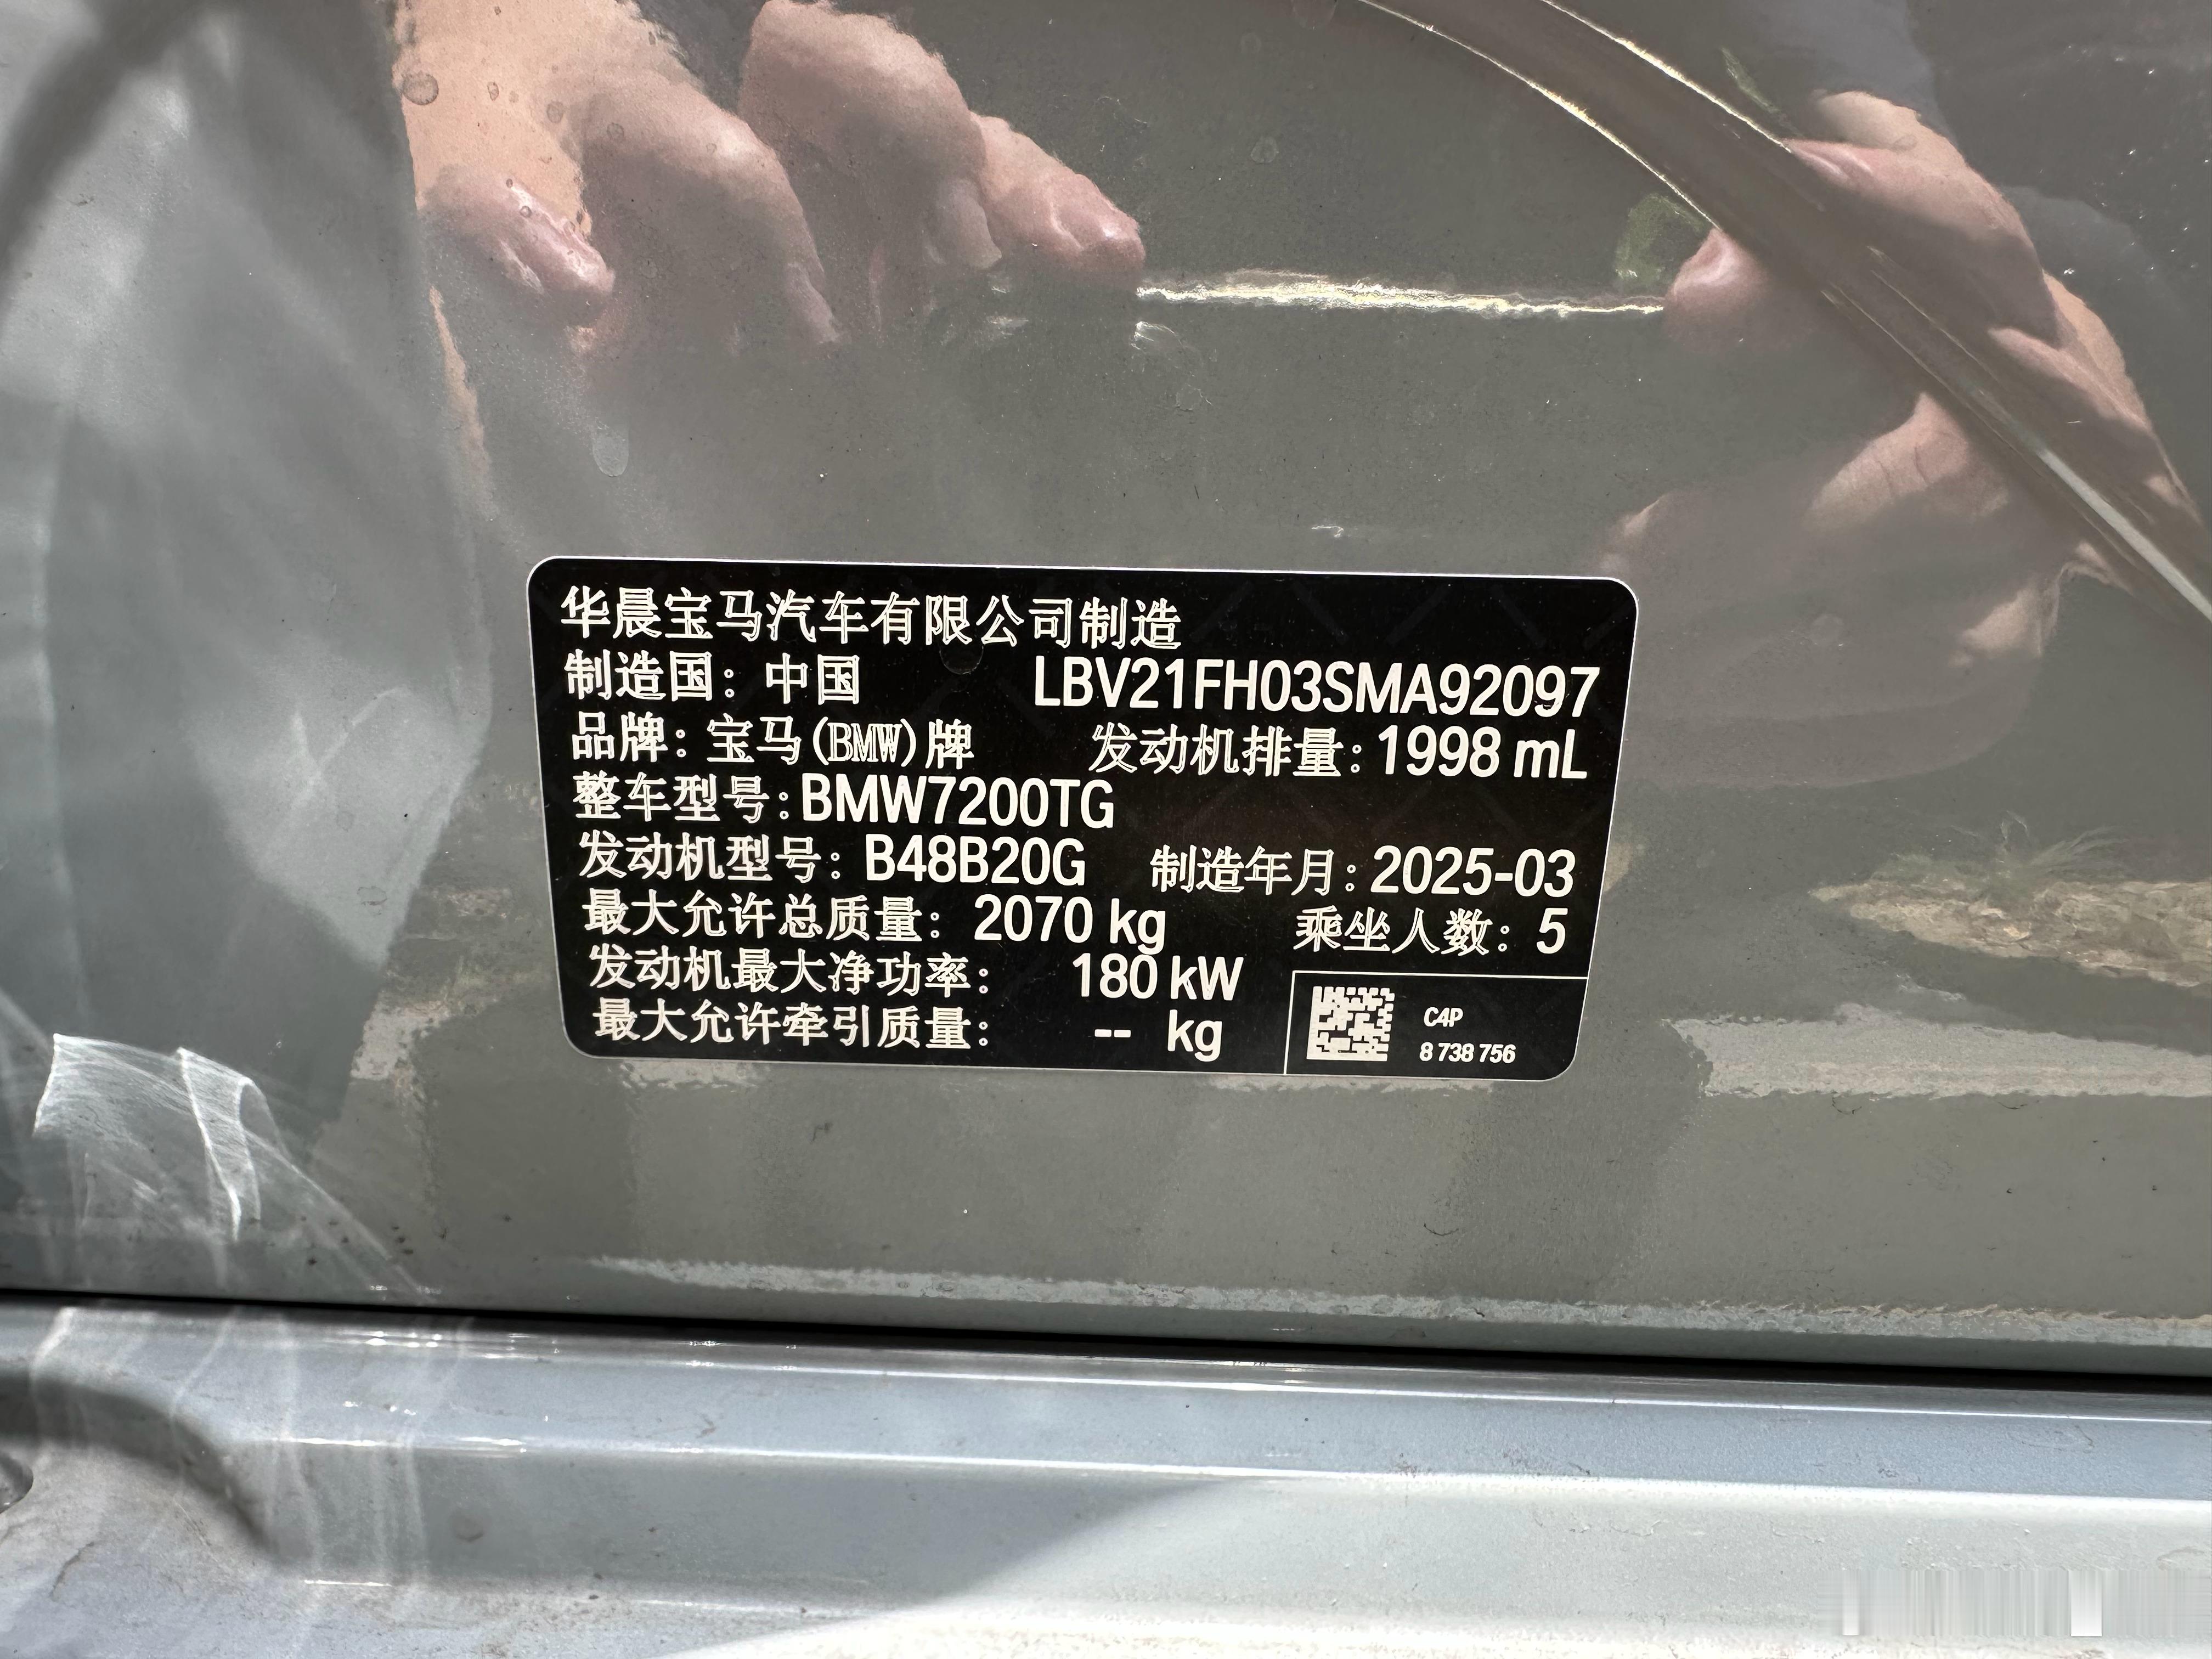 华晨宝马汽车有限公司制造
制造国：中国 LBV21FH03SMA92097
品牌：宝马(BMW)牌 发动机排量：1998 mL
整车型号：BMW7200TG
发动机型号：B48B20G 制造年月：2025-03
最大允许总质量：2070 kg 乘坐人数：5
发动机最大净功率：180 kW
最大允许牵引质量：-- kg
C4P
8 738 756